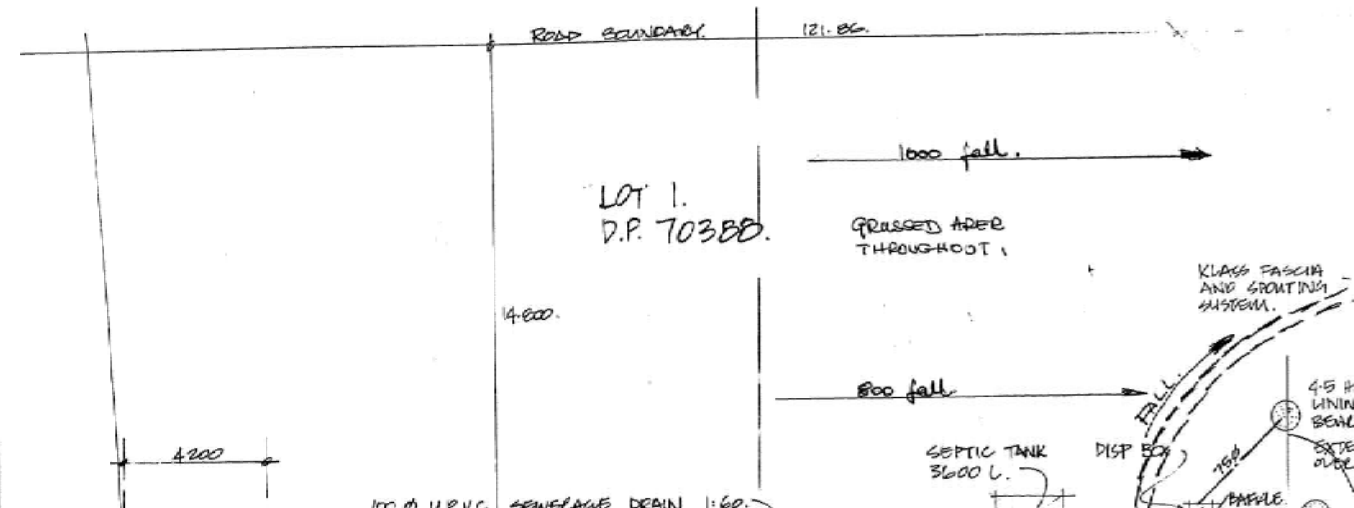 ROAD BOUNDARY.
121.86.
1000 fall.
LOT 1.
D.P. 70388.
GRASSED AREA
THROUGHOUT.
KLASS FASCIA
AND SPOUTING
SYSTEM.
14.600.
800 fall
FALL.
4.5 H
LINING
4200
SEPTIC TANK
3600 L.
DISP
750
BAFFLE
100 Ø U.P.V.C. SEWERAGE DRAIN 1:60.